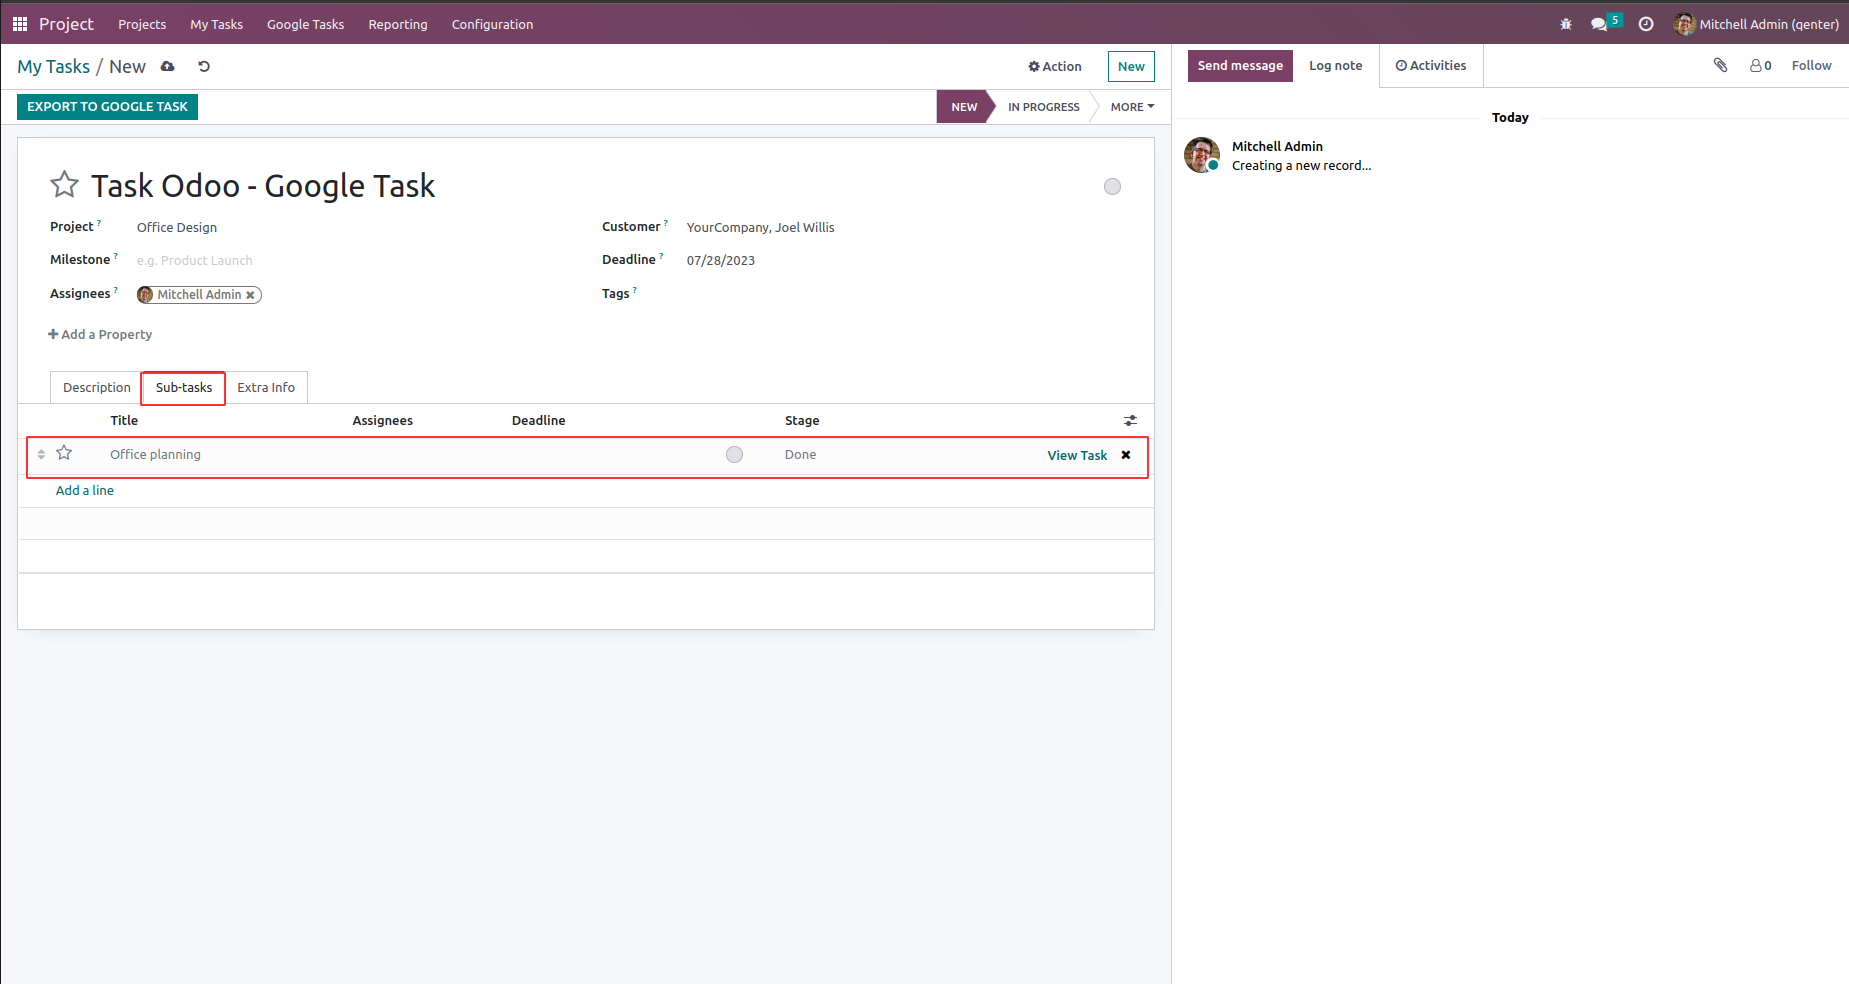 Project Projects My Tasks Google Tasks Reporting Configuration 5 Mitchell Admin (qenter)
My Tasks / New Action New
Send message Log note Activities 0 Follow
EXPORT TO GOOGLE TASK NEW IN PROGRESS MORE
Today
Mitchell Admin
Creating a new record...
Task Odoo - Google Task
Project ? Office Design Customer ? YourCompany, Joel Willis
Milestone ? e.g. Product Launch Deadline ? 07/28/2023
Assignees ? Mitchell Admin Tags ?
Add a Property
Description Sub-tasks Extra Info
Title Assignees Deadline Stage
Office planning Done View Task
Add a line